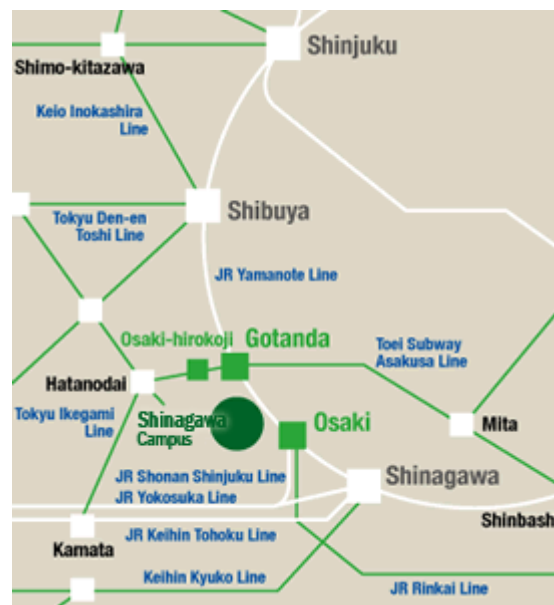 Shinjuku
Shimo-kitazawa
Keio Inokashira
Line
Shibuya
Tokyu Den-en
Toshi Line
JR Yamanote Line
Osaki-hirokoji
Gotanda
Toei Subway
Asakusa Line
Hatanodai
Tokyu Ikegami
Line
Shinagawa
Campus
Osaki
Mita
JR Shonan Shinjuku Line
JR Yokosuka Line
Shinagawa
Shinbash
JR Keihin Tohoku Line
Kamata
Keihin Kyuko Line
JR Rinkai Line